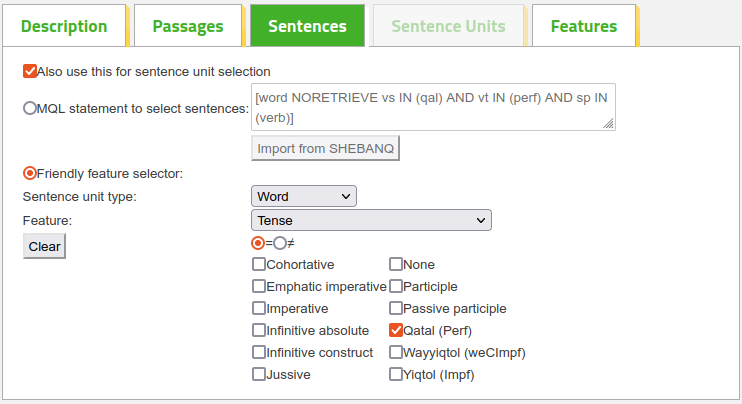 Description Passages Sentences Sentence Units Features
Also use this for sentence unit selection
MQL statement to select sentences: [word NORETRIEVE vs IN (qal) AND vt IN (perf) AND sp IN
(verb)]
Import from SHEBANQ
Friendly feature selector:
Sentence unit type: Word
Feature: Tense
Clear = ≠
Cohortative None
Emphatic imperative Participle
Imperative Passive participle
Infinitive absolute Qatal (Perf)
Infinitive construct Wayyiqtol (weCImpf)
Jussive Yiqtol (Impf)